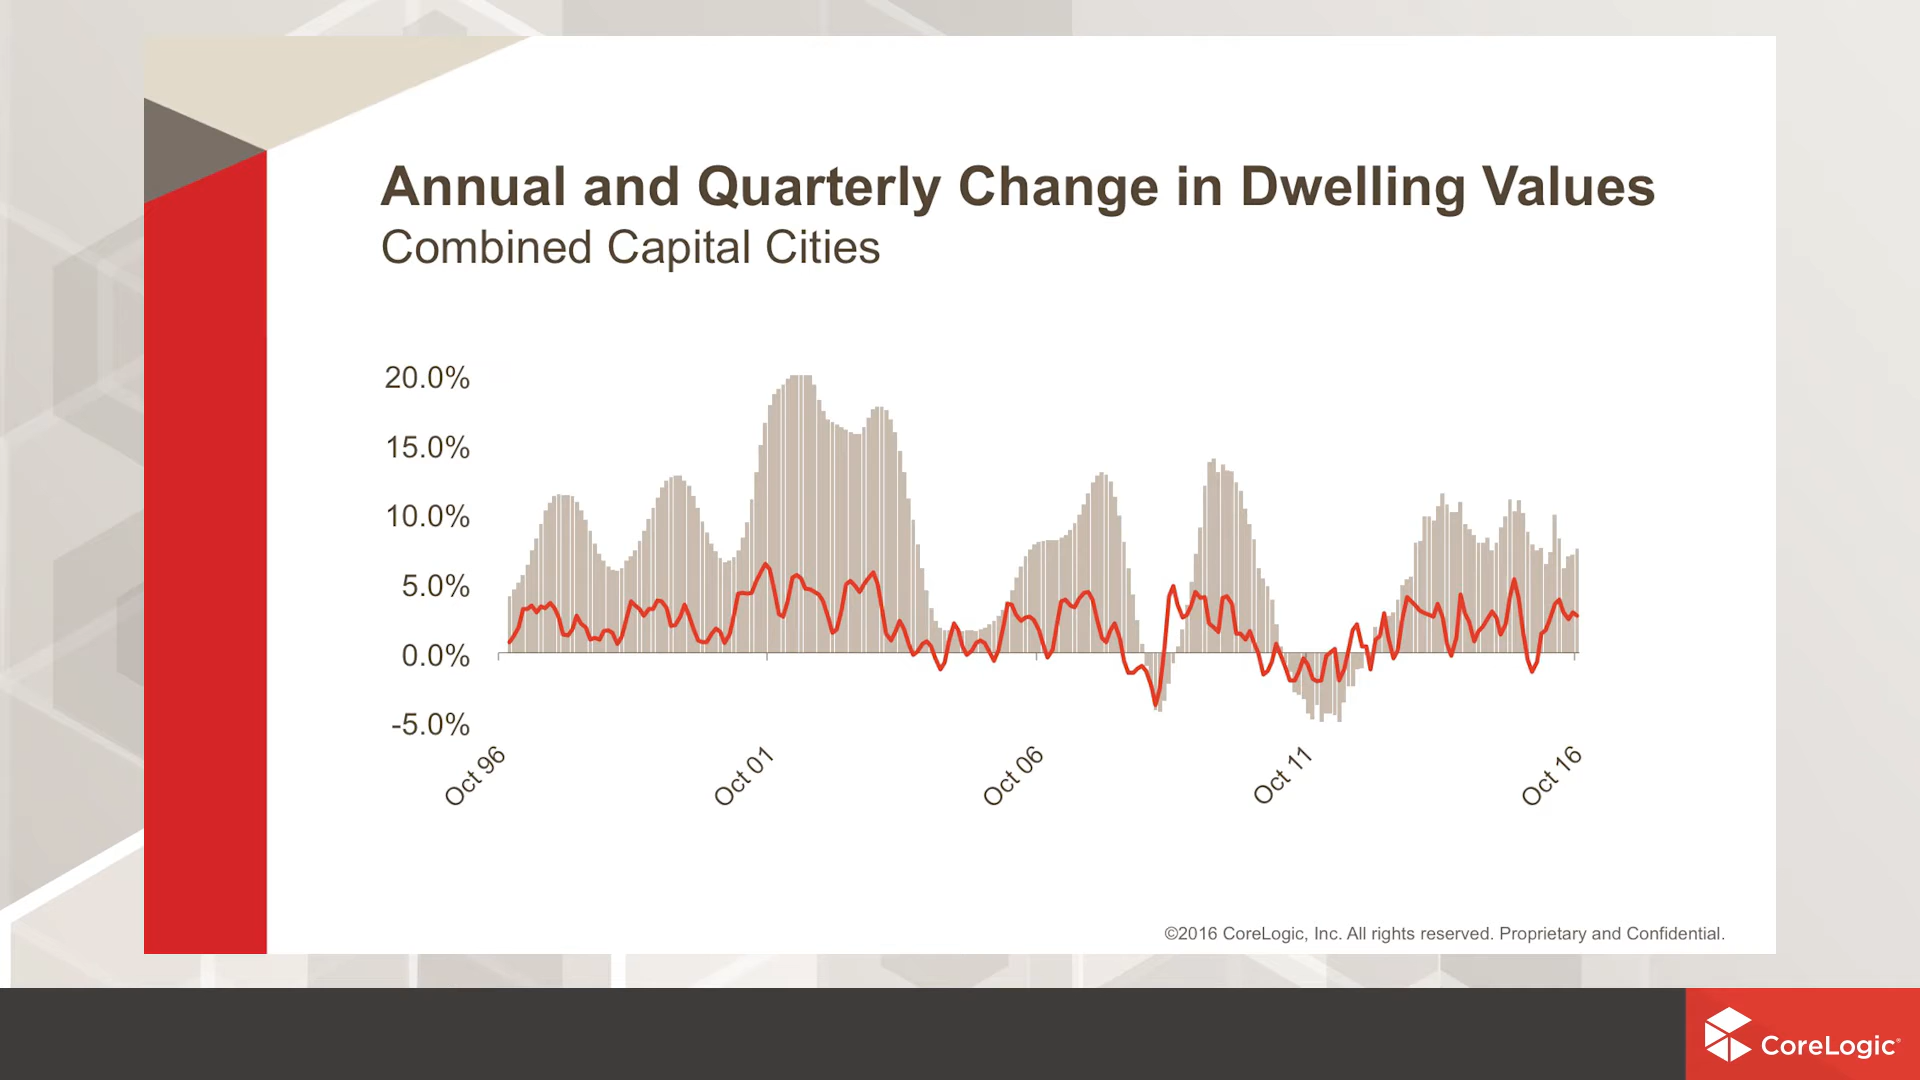 Annual and Quarterly Change in Dwelling Values
Combined Capital Cities
20.0%
15.0%
10.0%
5.0%
0.0%
-5.0%
Oct 96
Oct 01
Oct 06
Oct 11
Oct 16
©2016 CoreLogic, Inc. All rights reserved. Proprietary and Confidential.
CoreLogic